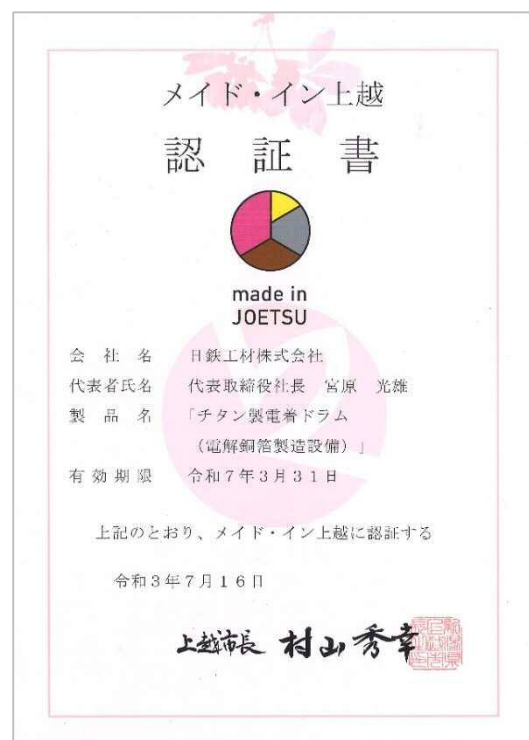 メイド・イン上越
認証書
made in
JOETSU
会社名 日鉄工材株式会社
代表者氏名 代表取締役社長 宮原 光雄
製品名 「チタン製電着ドラム
(電解銅箔製造設備)」
有効期限 令和7年3月31日
上記のとおり、メイド・イン上越に認証する
令和3年7月16日
上越市長 村山秀幸